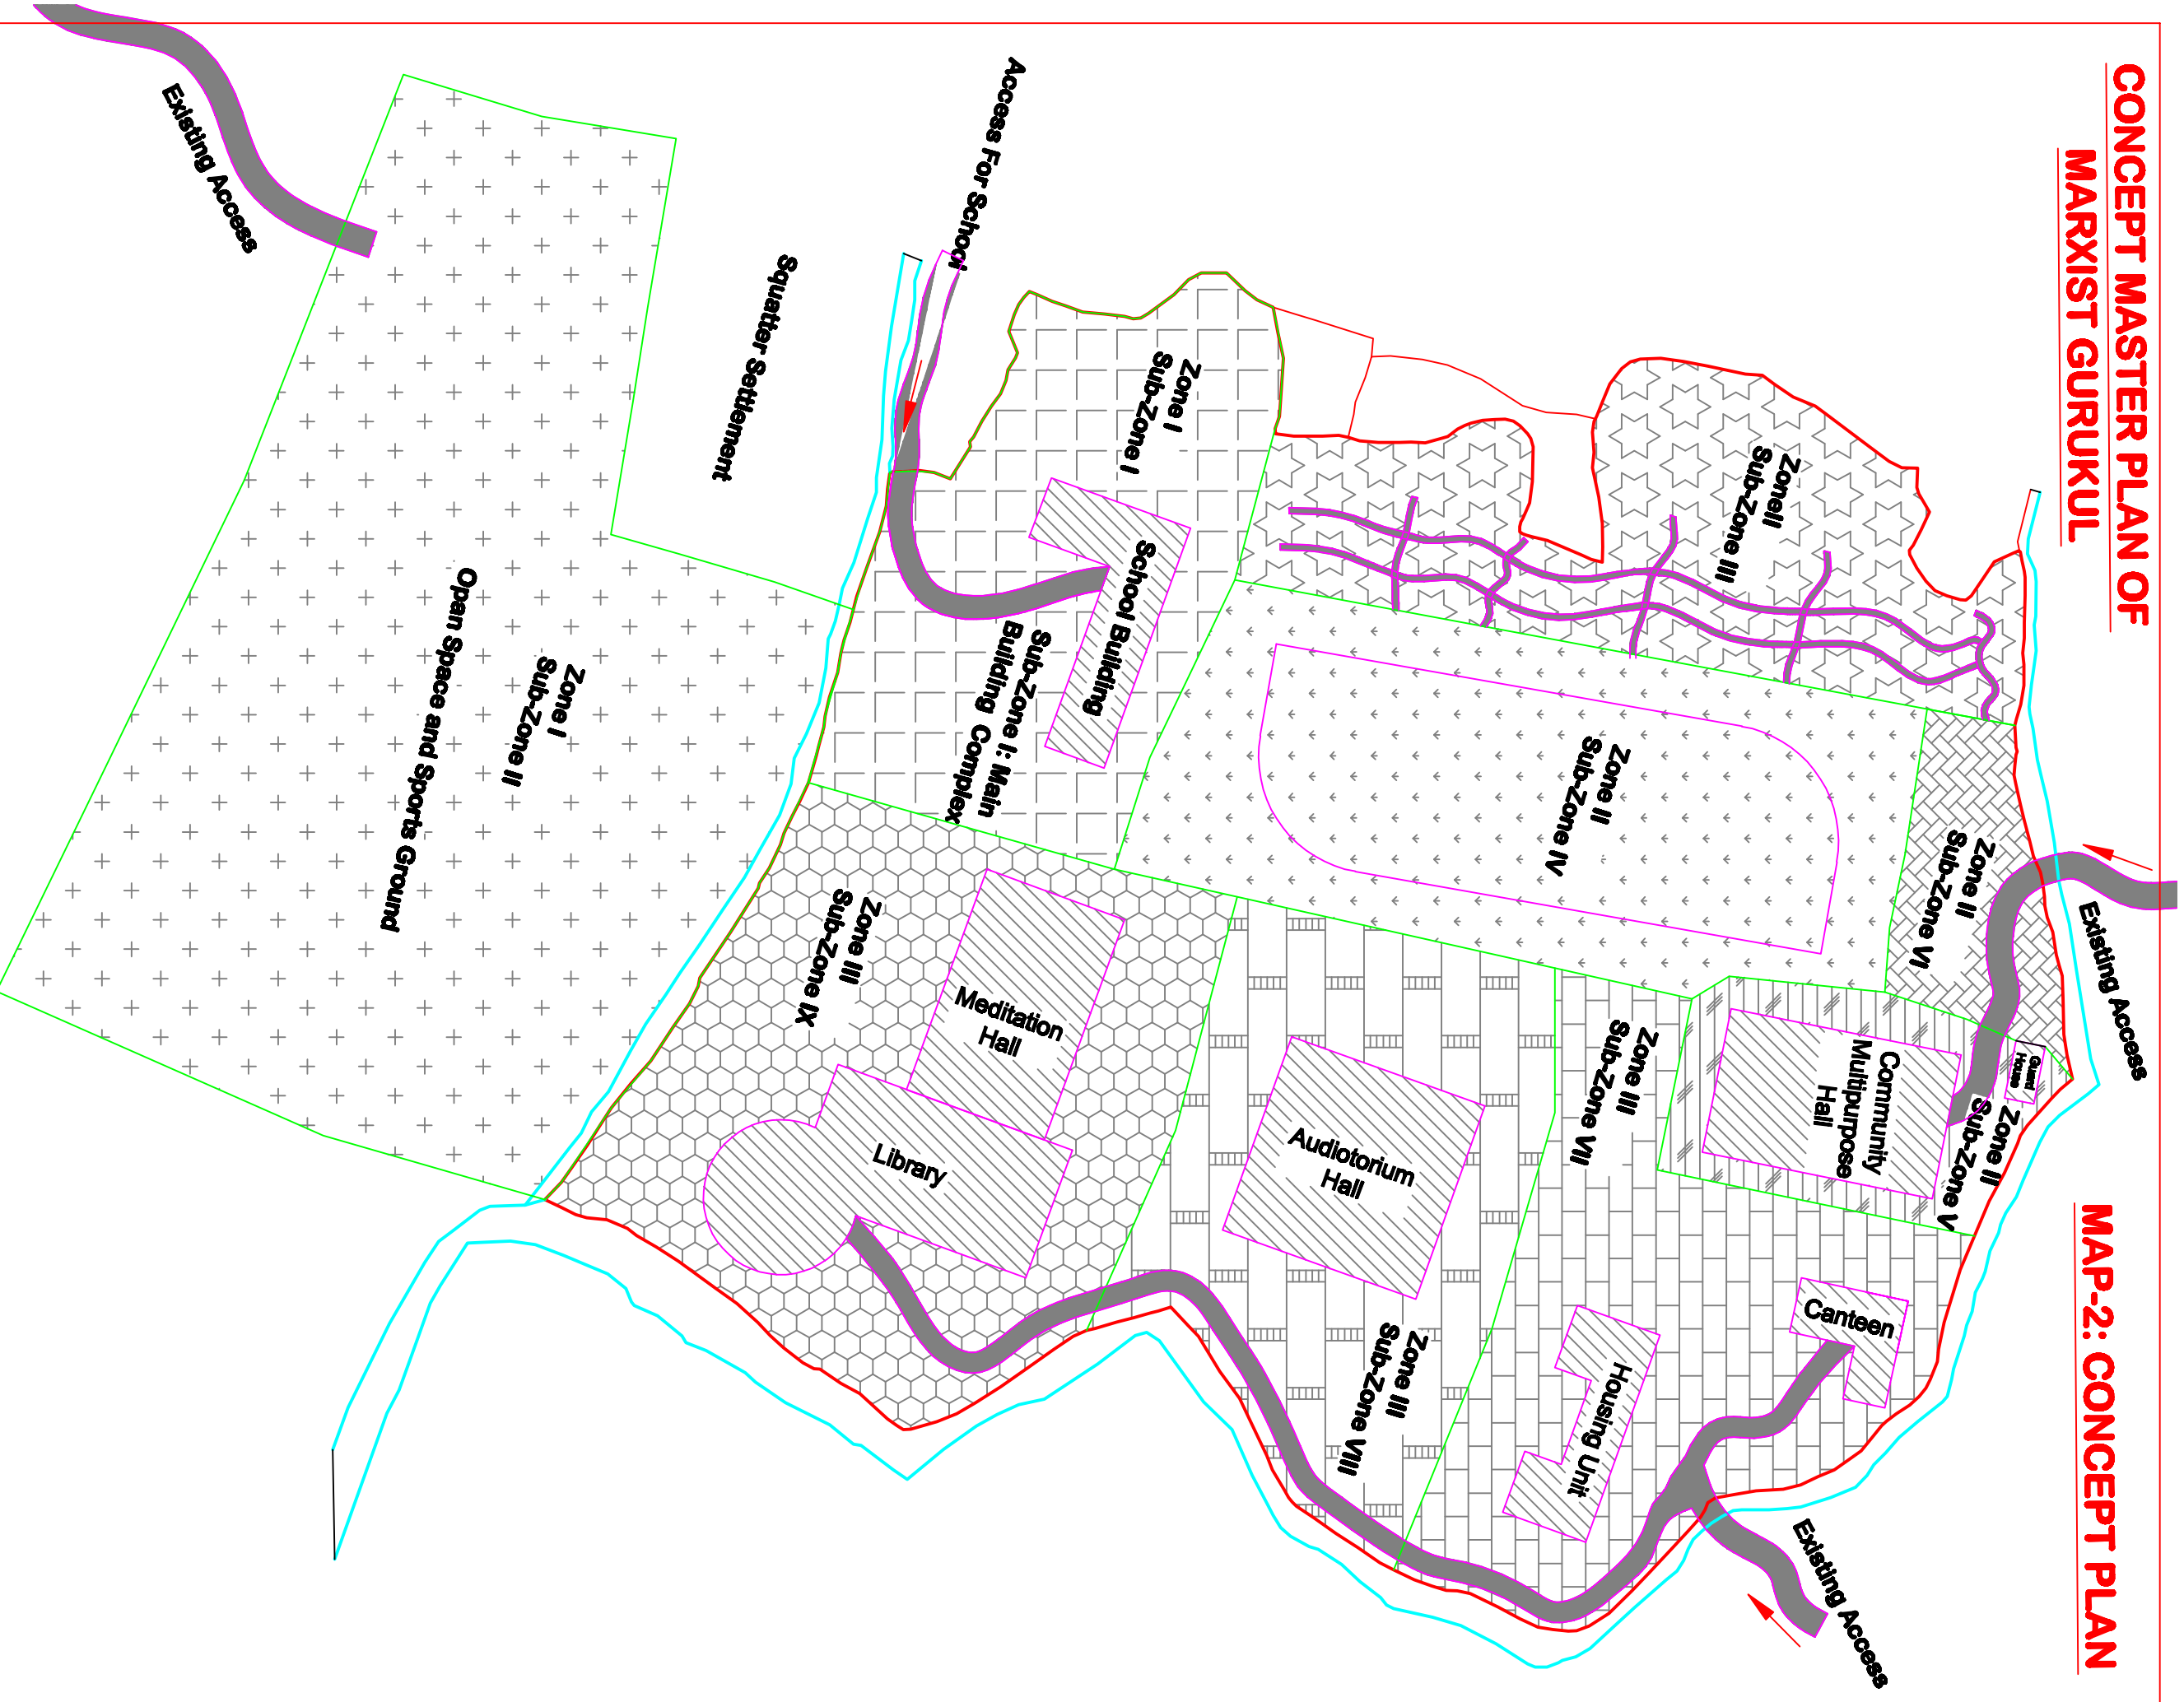 CONCEPT MASTER PLAN OF
MARXIST GURUKUL
MAP-2: CONCEPT PLAN
Existing Access
Access For School
Squatter Settlement
Zone I
Sub-Zone I
School Building
Sub-Zone I: Main
Building Complex
ZoneII
Sub-Zone III
Zone II
Sub-Zone IV
Zone II
Sub-Zone VI
Existing Access
Guard
House
Zone II
Sub-Zone V
Community
Multipurpose
Hall
Zone III
Sub-Zone VII
Canteen
Housing Unit
Existing Access
Audiotorium
Hall
Zone III
Sub-Zone VIII
Zone III
Sub-Zone IX
Meditation
Hall
Library
Zone I
Sub-Zone II
Opan Space and Sports Ground